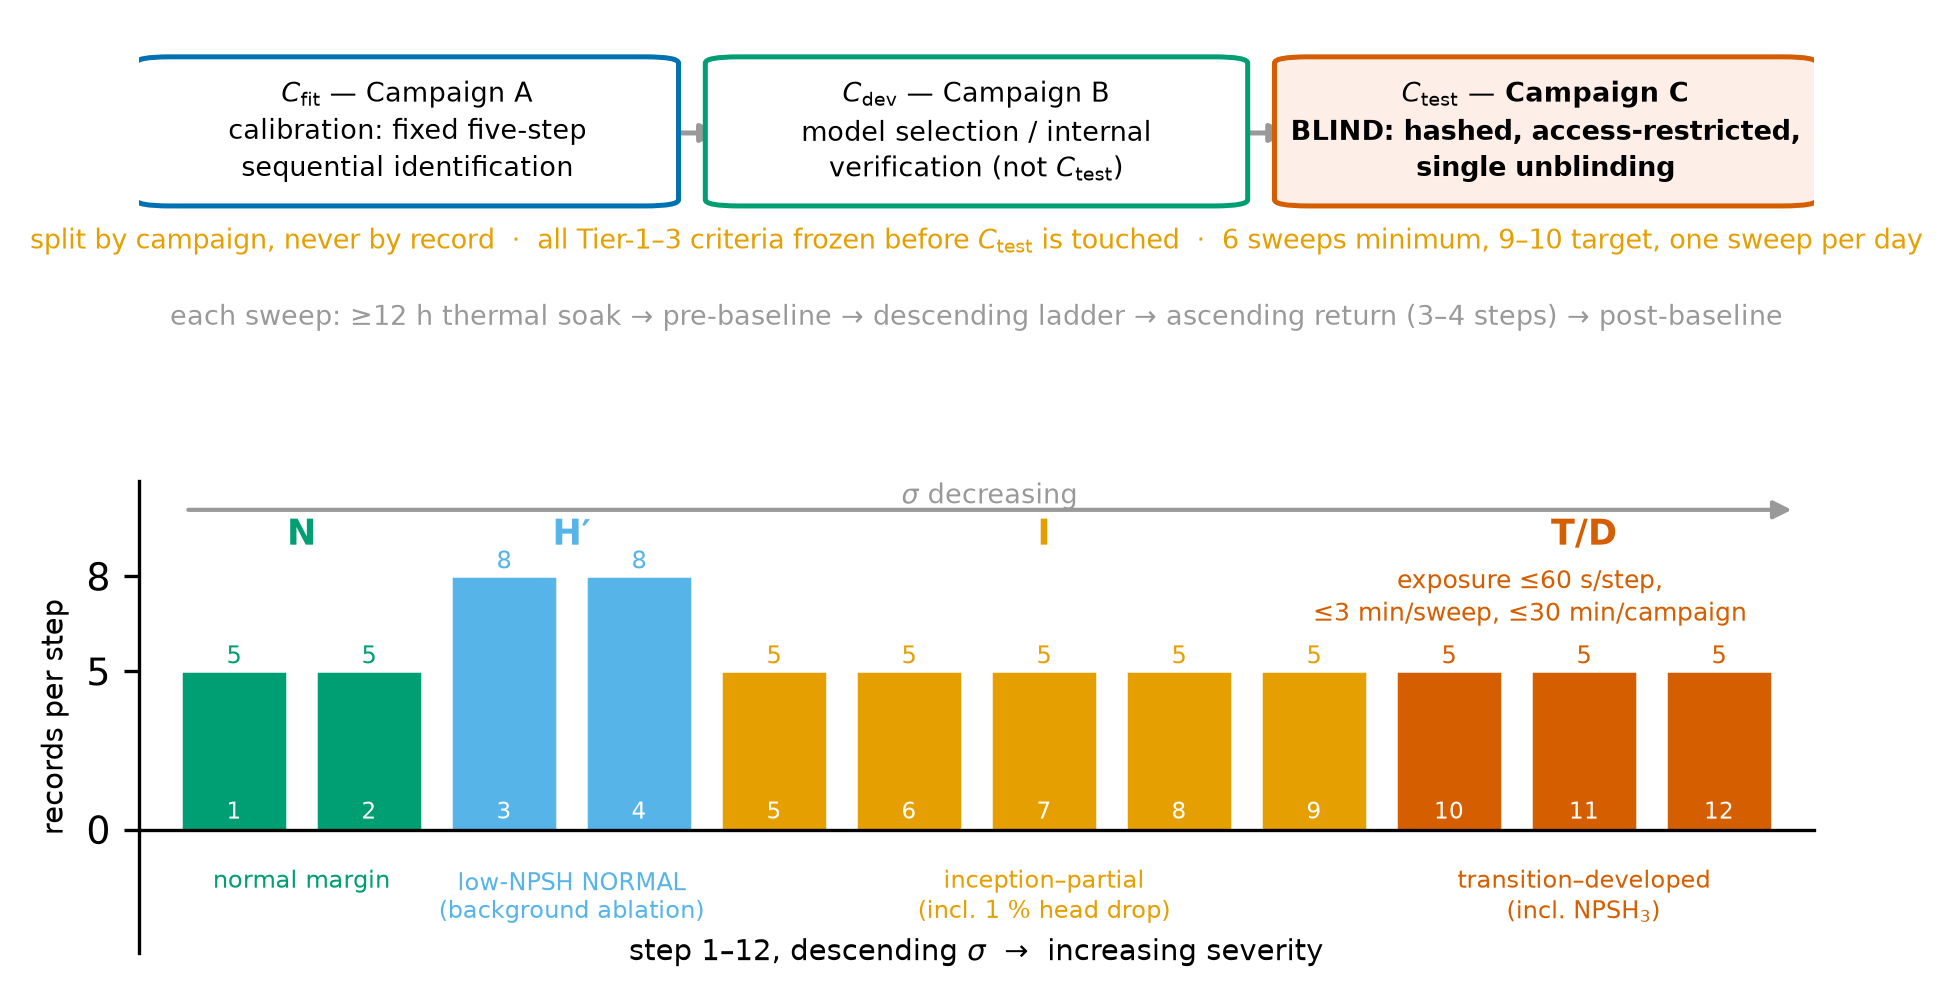 C_fit — Campaign A
calibration: fixed five-step
sequential identification
C_dev — Campaign B
model selection / internal
verification (not C_test)
C_test — Campaign C
BLIND: hashed, access-restricted,
single unblinding
split by campaign, never by record · all Tier-1–3 criteria frozen before C_test is touched · 6 sweeps minimum, 9–10 target, one sweep per day
each sweep: ≥12 h thermal soak → pre-baseline → descending ladder → ascending return (3–4 steps) → post-baseline
σ decreasing
N H′ I T/D
exposure ≤60 s/step,
≤3 min/sweep, ≤30 min/campaign
records per step
8
5
0
5 5 8 8 5 5 5 5 5 5 5 5
1 2 3 4 5 6 7 8 9 10 11 12
normal margin
low-NPSH NORMAL
(background ablation)
inception–partial
(incl. 1 % head drop)
transition–developed
(incl. NPSH₃)
step 1–12, descending σ → increasing severity